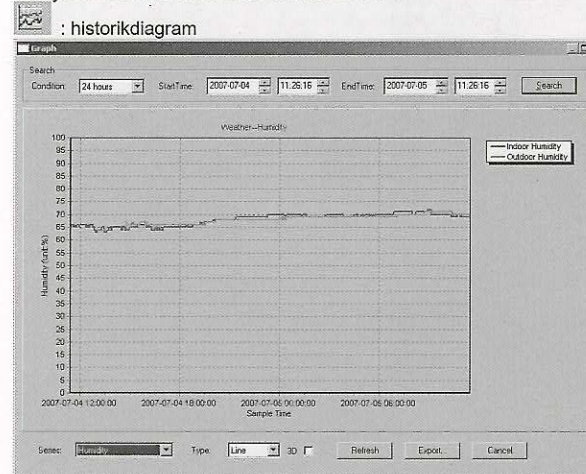 : historikdiagram
Graph
Search
Condition: 24 hours StartTime: 2007-07-04 11:26:16 EndTime: 2007-07-05 11:26:16 Search
Weather--Humidity
Indoor Humidity
Outdoor Humidity
100
95
90
85
80
75
70
65
60
55
50
45
40
35
30
25
20
15
10
5
0
Humidity (unit:%)
2007-07-04 12:00:00 2007-07-04 18:00:00 2007-07-05 00:00:00 2007-07-05 06:00:00
Sample Time
Series: Humidity Type: Line 3D Refresh Export... Cancel